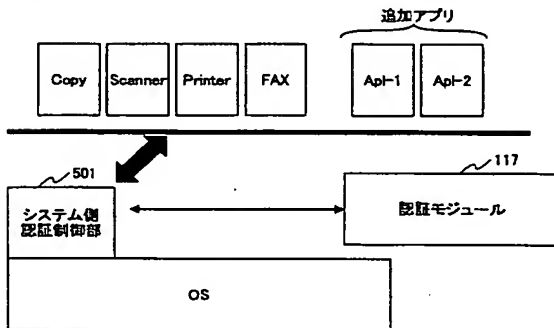 追加アプリ
Copy
Scanner
Printer
FAX
Apl-1
Apl-2
501
117
システム側
認証制御部
認証モジュール
OS